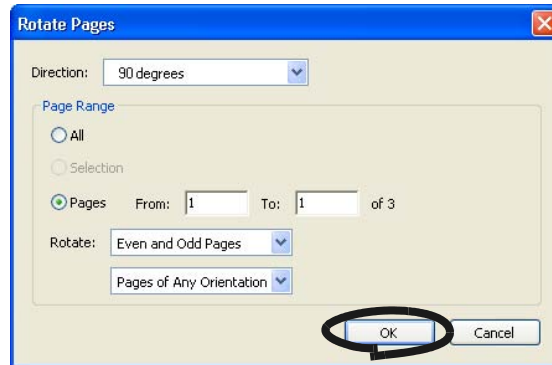 Rotate Pages
Direction: 90 degrees
Page Range
All
Selection
Pages From: 1 To: 1 of 3
Rotate: Even and Odd Pages
Pages of Any Orientation
OK Cancel